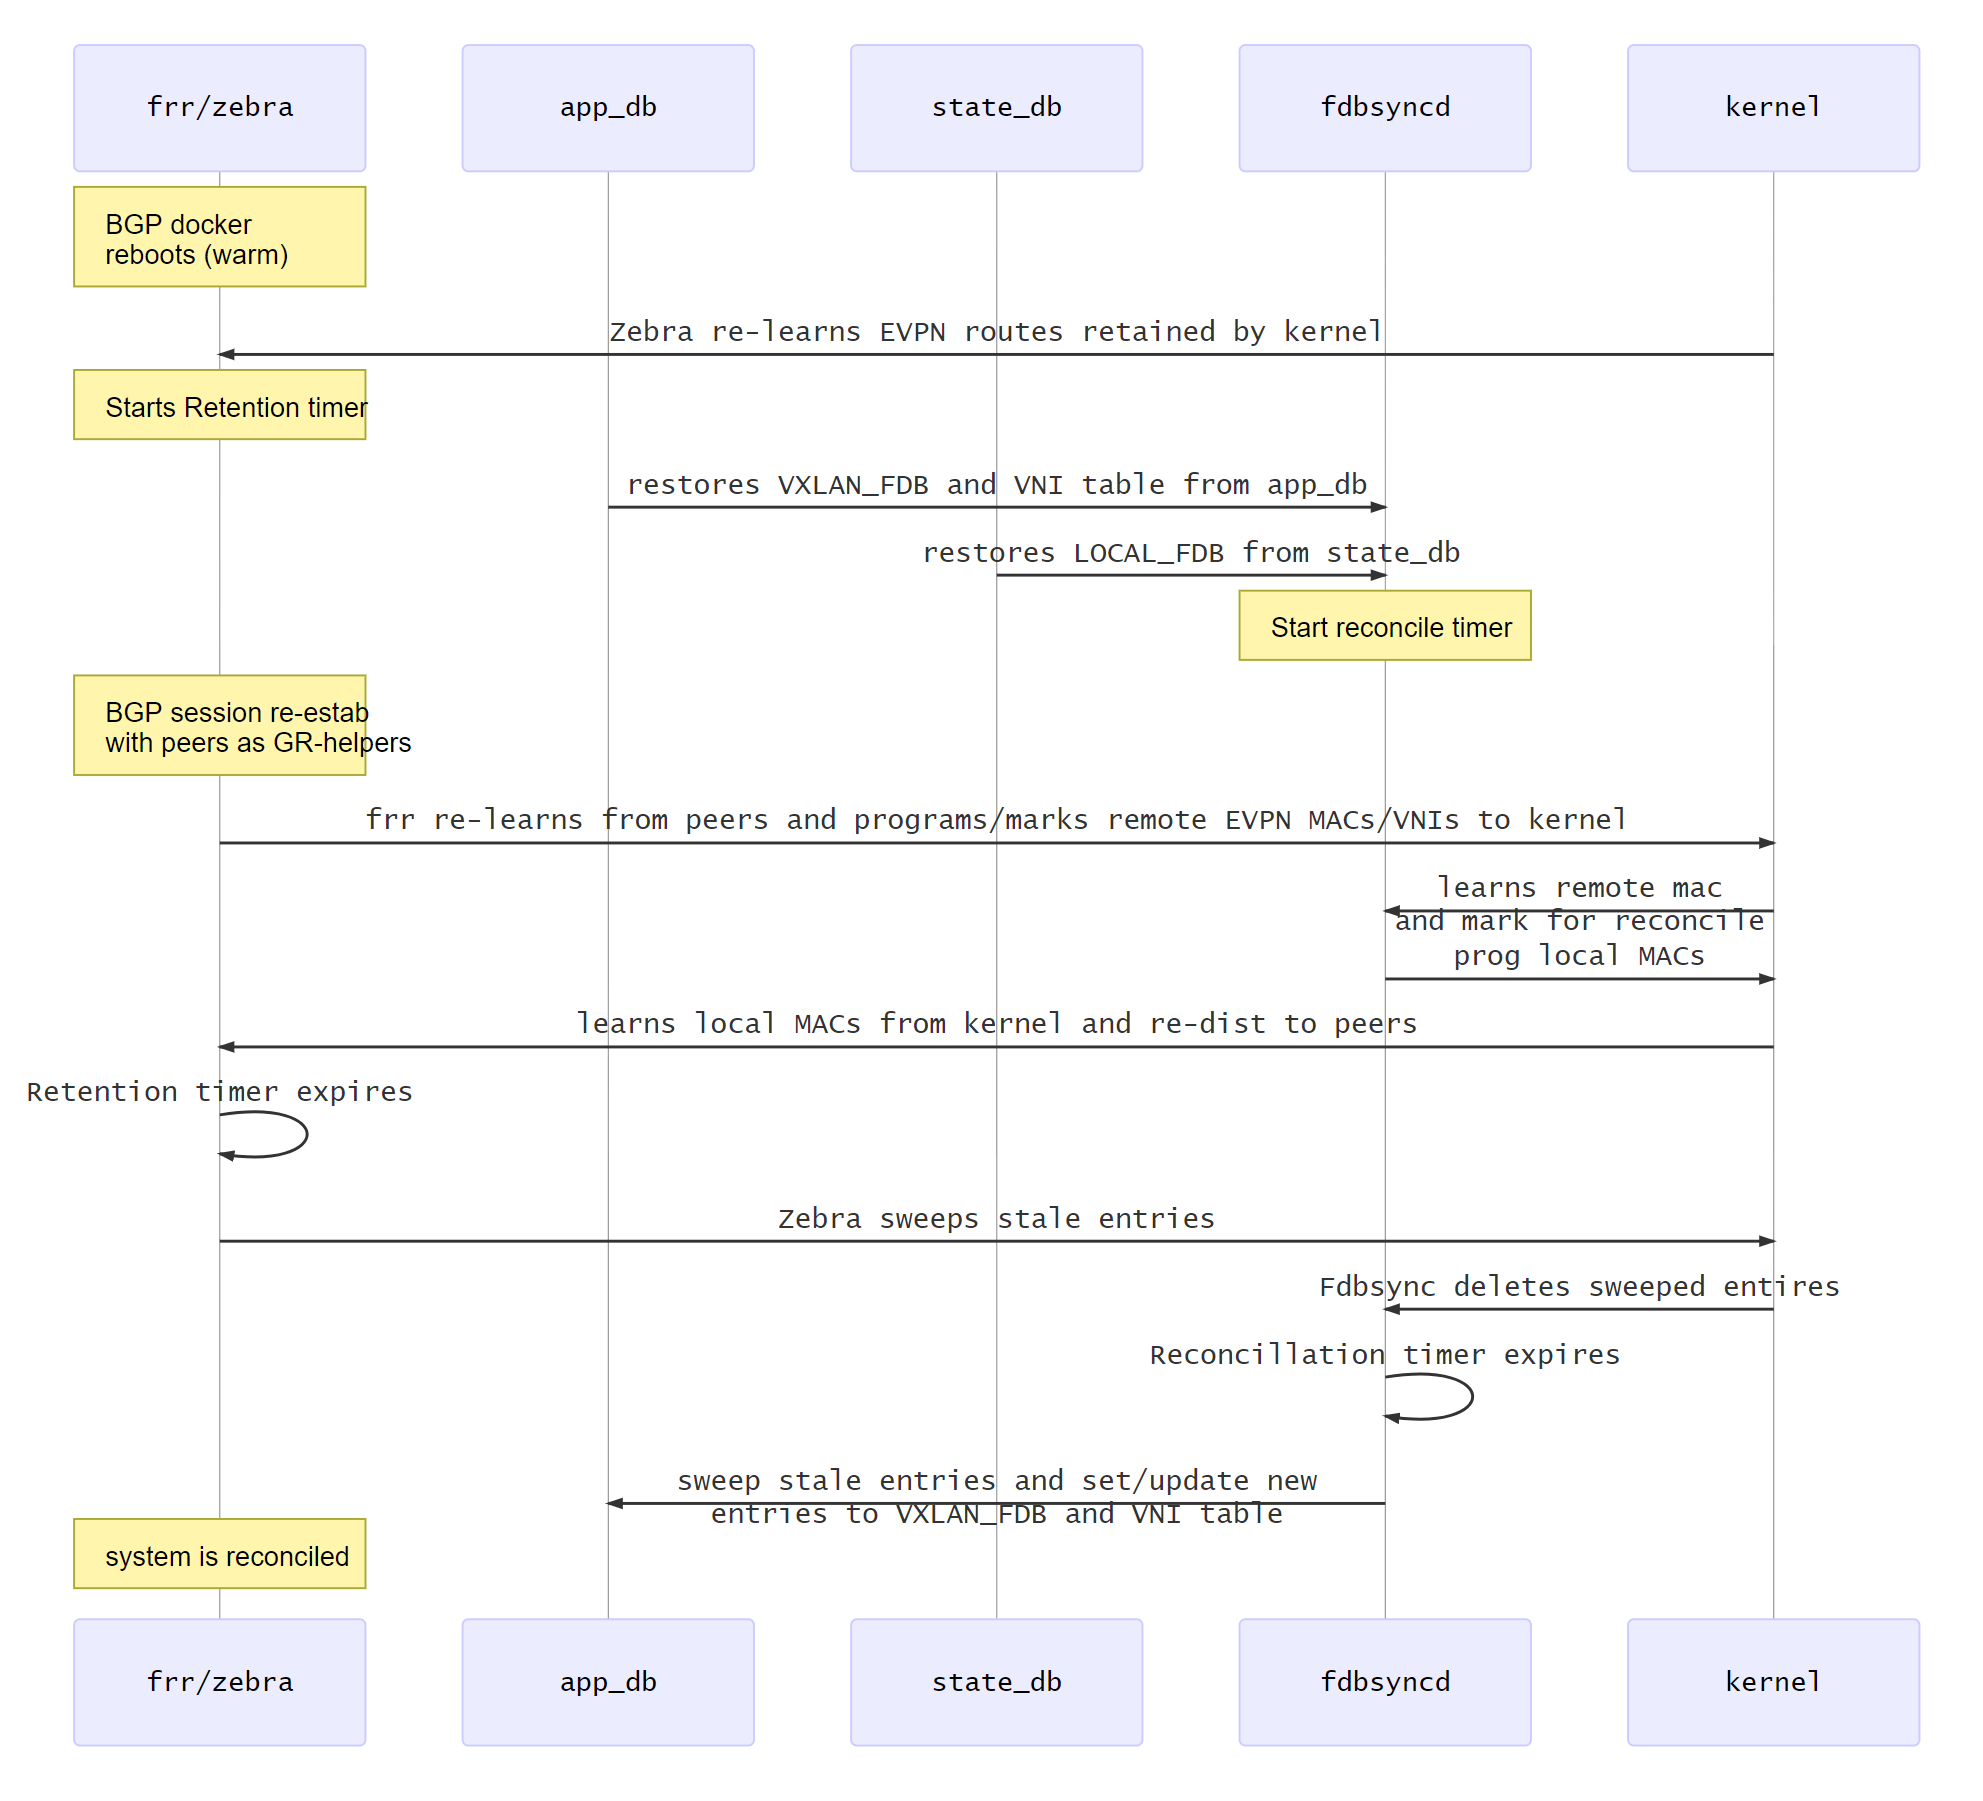 frr/zebra
app_db
state_db
fdbsyncd
kernel
BGP docker
reboots (warm)
Zebra re-learns EVPN routes retained by kernel
Starts Retention timer
restores VXLAN_FDB and VNI table from app_db
restores LOCAL_FDB from state_db
Start reconcile timer
BGP session re-estab
with peers as GR-helpers
frr re-learns from peers and programs/marks remote EVPN MACs/VNIs to kernel
learns remote mac
and mark for reconcile
prog local MACs
learns local MACs from kernel and re-dist to peers
Retention timer expires
Zebra sweeps stale entries
Fdbsync deletes sweeped entires
Reconcillation timer expires
sweep stale entries and set/update new
entries to VXLAN_FDB and VNI table
system is reconciled
frr/zebra
app_db
state_db
fdbsyncd
kernel